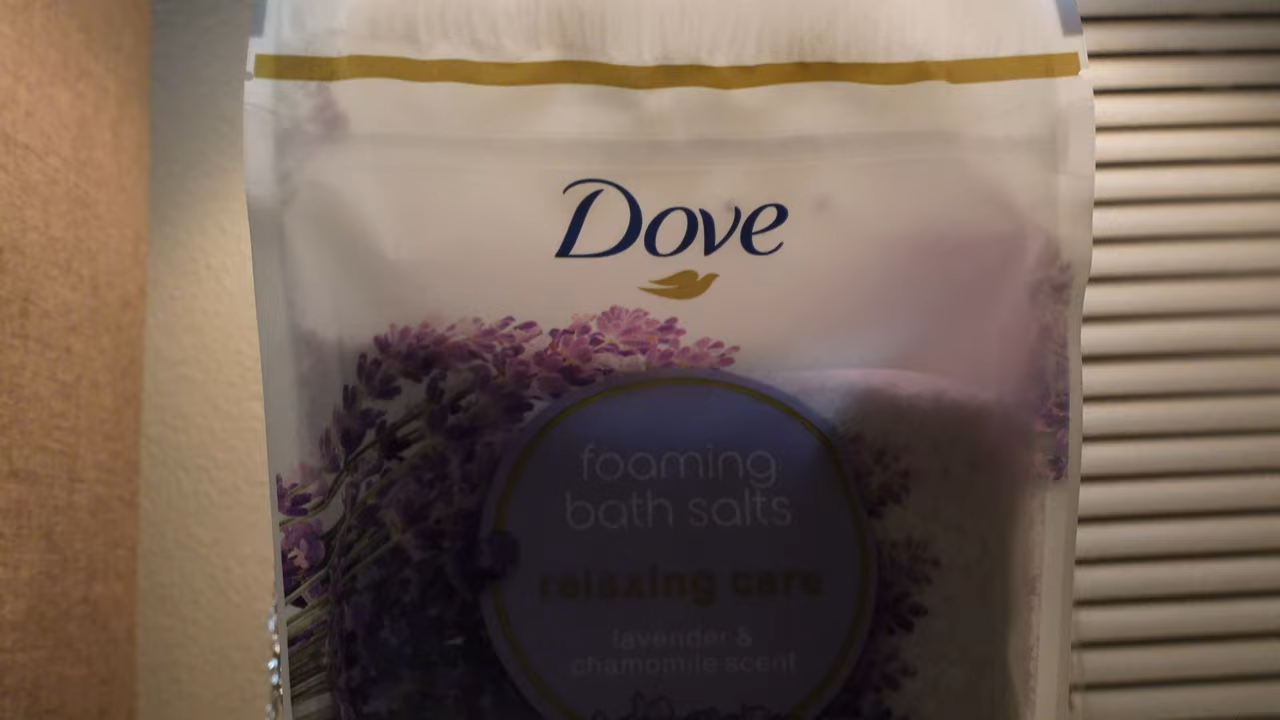 Dove
foaming
bath salts
relaxing care
lavender &
chamomile scent